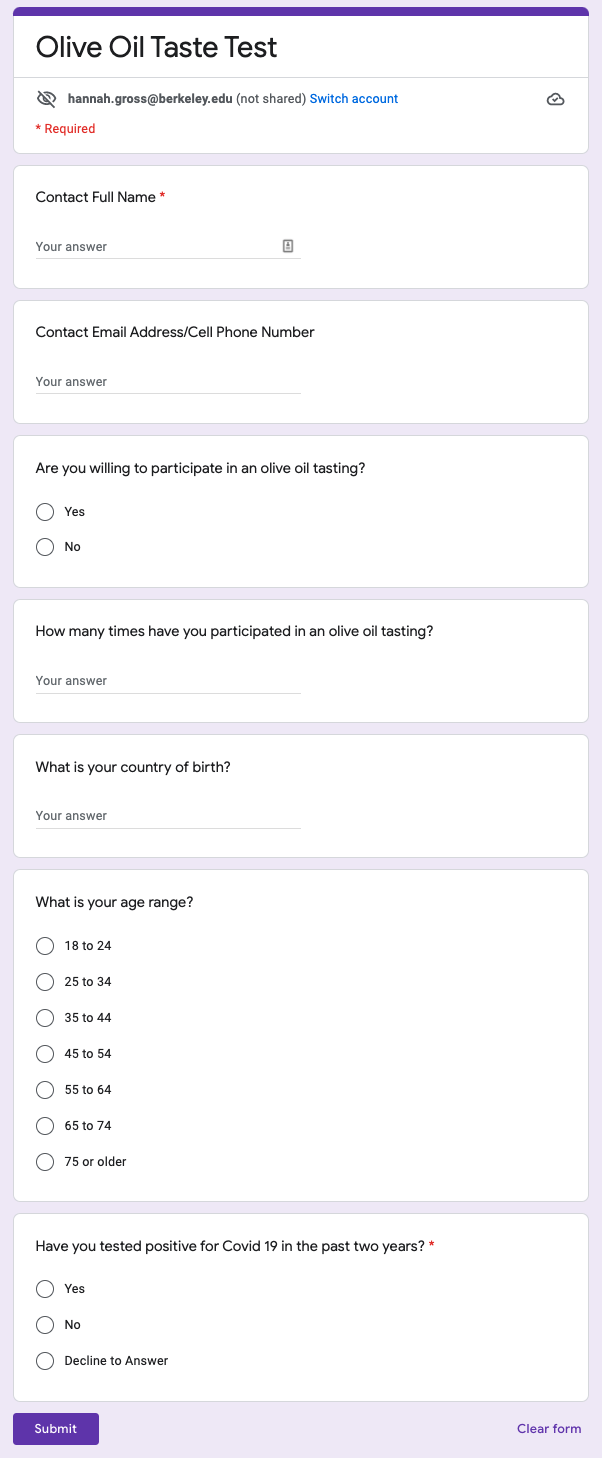 Olive Oil Taste Test
hannah.gross@berkeley.edu (not shared) Switch account
* Required
Contact Full Name *
Your answer
Contact Email Address/Cell Phone Number
Your answer
Are you willing to participate in an olive oil tasting?
Yes
No
How many times have you participated in an olive oil tasting?
Your answer
What is your country of birth?
Your answer
What is your age range?
18 to 24
25 to 34
35 to 44
45 to 54
55 to 64
65 to 74
75 or older
Have you tested positive for Covid 19 in the past two years? *
Yes
No
Decline to Answer
Submit Clear form